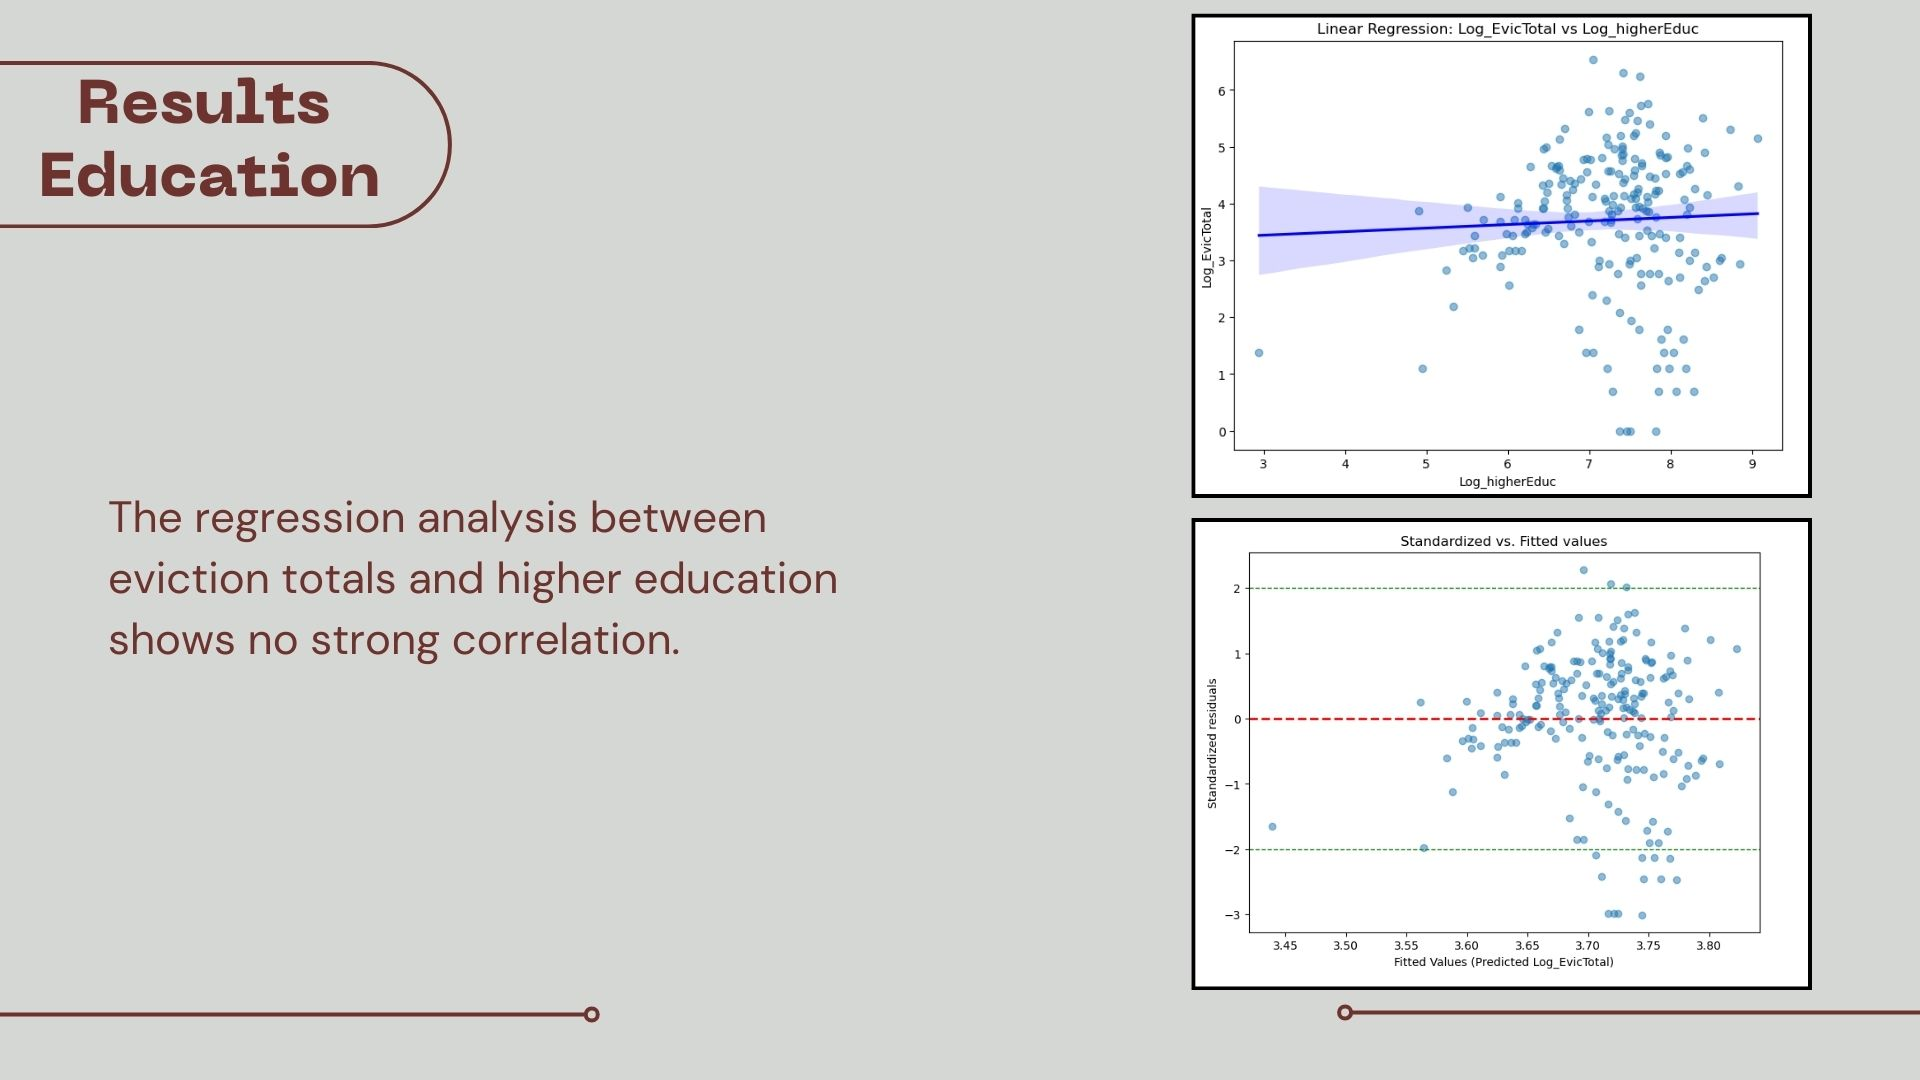 Results
Education
The regression analysis between
eviction totals and higher education
shows no strong correlation.
Linear Regression: Log_EvicTotal vs Log_higherEduc
Log_EvicTotal
6
5
4
3
2
1
0
3 4 5 6 7 8 9
Log_higherEduc
Standardized vs. Fitted values
Standardized residuals
2
1
0
−1
−2
−3
3.45 3.50 3.55 3.60 3.65 3.70 3.75 3.80
Fitted Values (Predicted Log_EvicTotal)